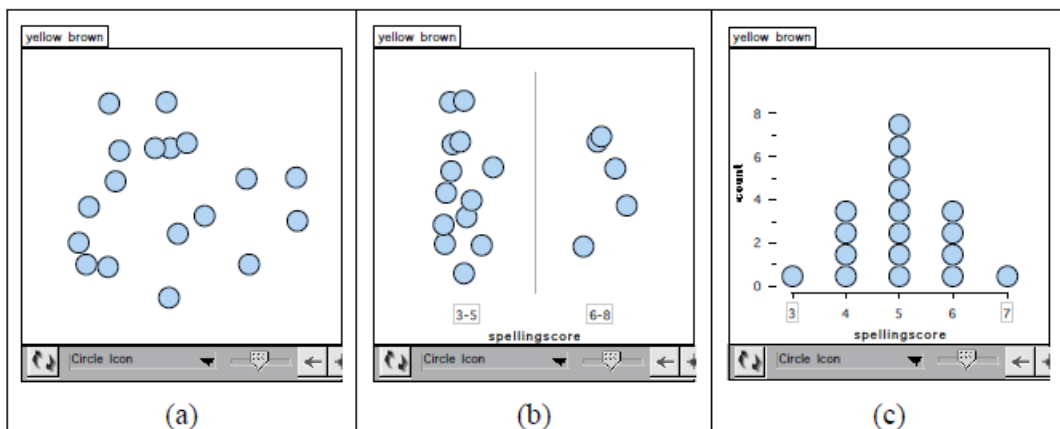 yellow brown
Circle Icon
(a)
yellow brown
3-5
6-8
spellingscore
Circle Icon
(b)
yellow brown
8
6
4
2
0
count
3
4
5
6
7
spellingscore
Circle Icon
(c)